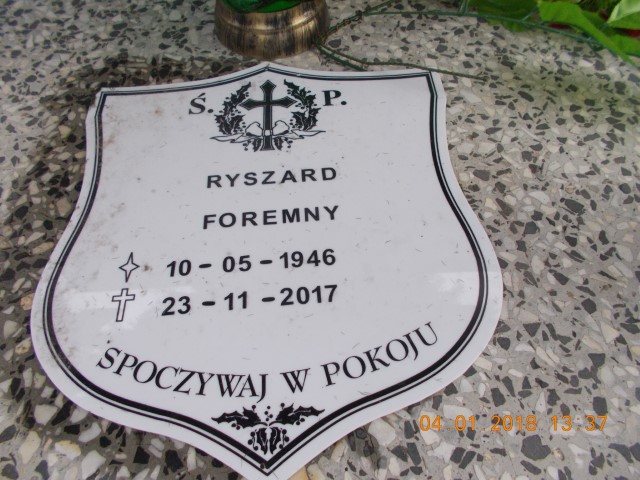 Ś. P.
RYSZARD
FOREMNY
10-05-1946
23-11-2017
SPOCZYWAJ W POKOJU
04 01 2018 13:37